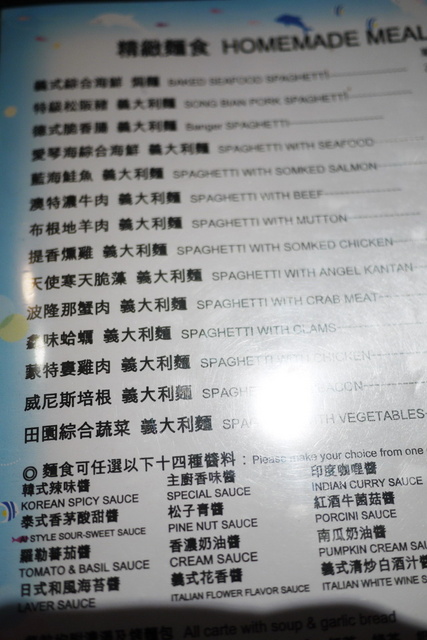 精緻麵食 HOMEMADE MEAL
義式綜合海鮮 焗麵 BAKED SEAFOOD SPAGHETTI
特級松阪豬 義大利麵 SONG BIAN PORK SPAGHETTI
德式脆香腸 義大利麵 Banger SPAGHETTI
愛琴海綜合海鮮 義大利麵 SPAGHETTI WITH SEAFOOD
藍海鮭魚 義大利麵 SPAGHETTI WITH SOMKED SALMON
澳特濃牛肉 義大利麵 SPAGHETTI WITH BEEF
布根地羊肉 義大利麵 SPAGHETTI WITH MUTTON
提香燻雞 義大利麵 SPAGHETTI WITH SOMKED CHICKEN
天使寒天脆藻 義大利麵 SPAGHETTI WITH ANGEL KANTAN
波隆那蟹肉 義大利麵 SPAGHETTI WITH CRAB MEAT
鑫味蛤蠣 義大利麵 SPAGHETTI WITH CLAMS
蒙特婁雞肉 義大利麵 SPAGHETTI WITH CHICKEN
威尼斯培根 義大利麵 BACON
田園綜合蔬菜 義大利麵 WITH VEGETABLES
◎ 麵食可任選以下十四種醬料：Please make your choice from one
韓式辣味醬 主廚香味醬 印度咖哩醬
KOREAN SPICY SAUCE SPECIAL SAUCE INDIAN CURRY SAUCE
泰式香茅酸甜醬 松子青醬 紅酒牛菌菇醬
STYLE SOUR-SWEET SAUCE PINE NUT SAUCE PORCINI SAUCE
羅勒蕃茄醬 香濃奶油醬 南瓜奶油醬
TOMATO & BASIL SAUCE CREAM SAUCE PUMPKIN CREAM
日式和風海苔醬 義式花香醬 義式清炒白酒汁
LAVER SAUCE ITALIAN FLOWER FLAVOR SAUCE ITALIAN WHITE WINE
All carte with soup & garlic bread